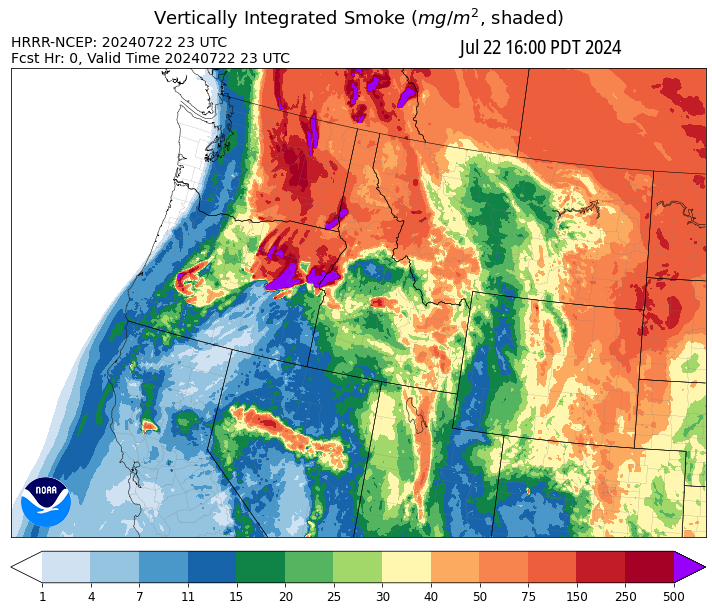 Vertically Integrated Smoke (mg/m², shaded)
HRRR-NCEP: 20240722 23 UTC
Jul 22 16:00 PDT 2024
Fcst Hr: 0, Valid Time 20240722 23 UTC
NOAA
1 4 7 11 15 20 25 30 40 50 75 150 250 500